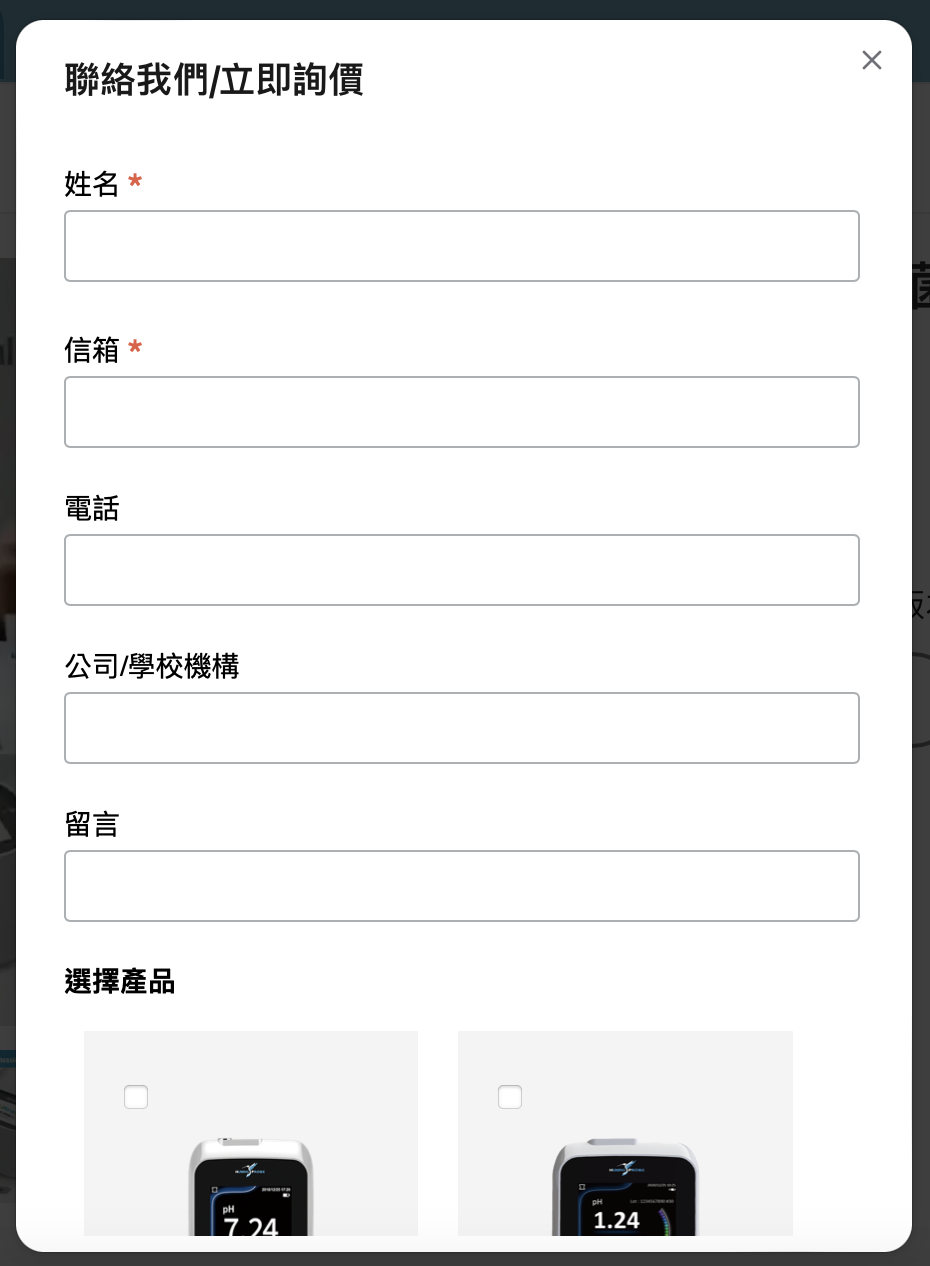 聯絡我們/立即詢價
姓名 *
信箱 *
電話
公司/學校機構
留言
選擇產品
pH
7.24
pH
1.24